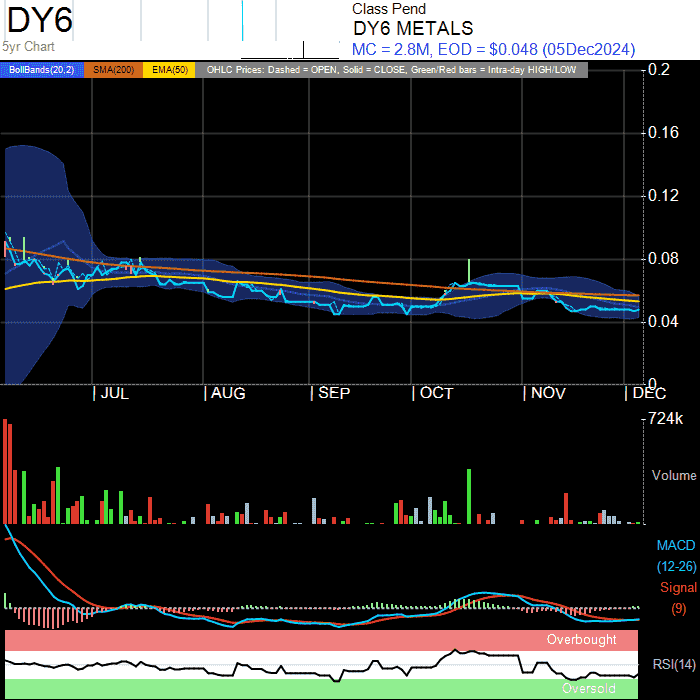 DY6
5yr Chart
Class Pend
DY6 METALS
MC = 2.8M, EOD = $0.048 (05Dec2024)
BollBands(20,2) SMA(200) EMA(50) OHLC Prices: Dashed = OPEN, Solid = CLOSE, Green/Red bars = Intra-day HIGH/LOW
0.2
0.16
0.12
0.08
0.04
0
| JUL | AUG | SEP | OCT | NOV | DEC
724k
Volume
MACD
(12-26)
Signal
(9)
Overbought
RSI(14)
Oversold